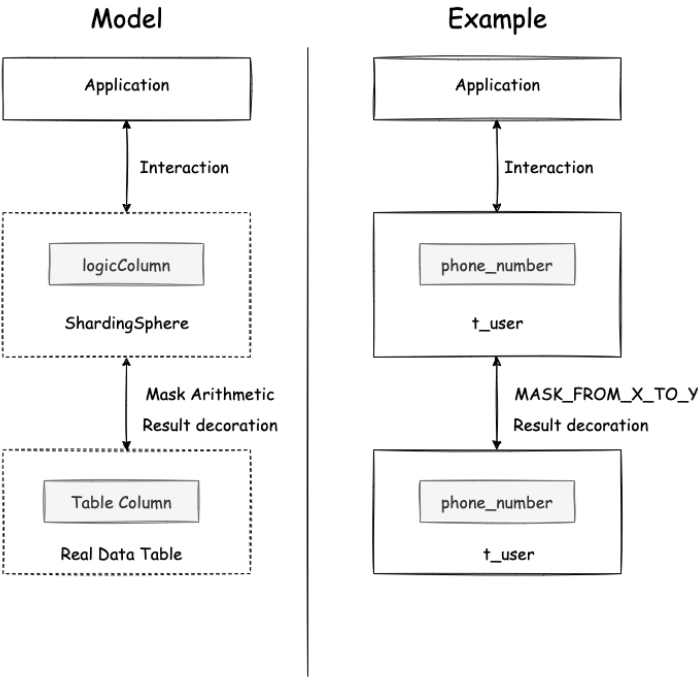 Model
Application
Interaction
logicColumn
ShardingSphere
Mask Arithmetic
Result decoration
Table Column
Real Data Table
Example
Application
Interaction
phone_number
t_user
MASK_FROM_X_TO_Y
Result decoration
phone_number
t_user